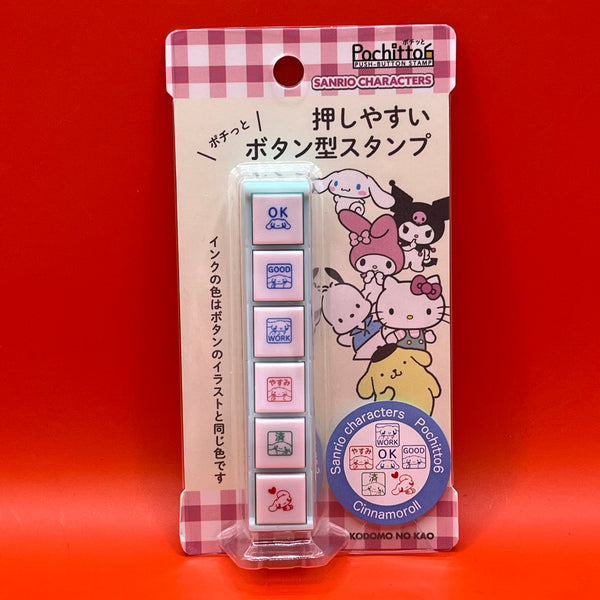 ポチっと
Pochitto6
PUSH-BUTTON STAMP
SANRIO CHARACTERS
ポチっと
押しやすい
ボタン型スタンプ
インクの色はボタンのイラストと同じ色です
OK
GOOD
WORK
やすみ
済
Sanrio characters Pochitto6
WORK
やすみ
OK
GOOD
済
Cinnamoroll
KODOMO NO KAO